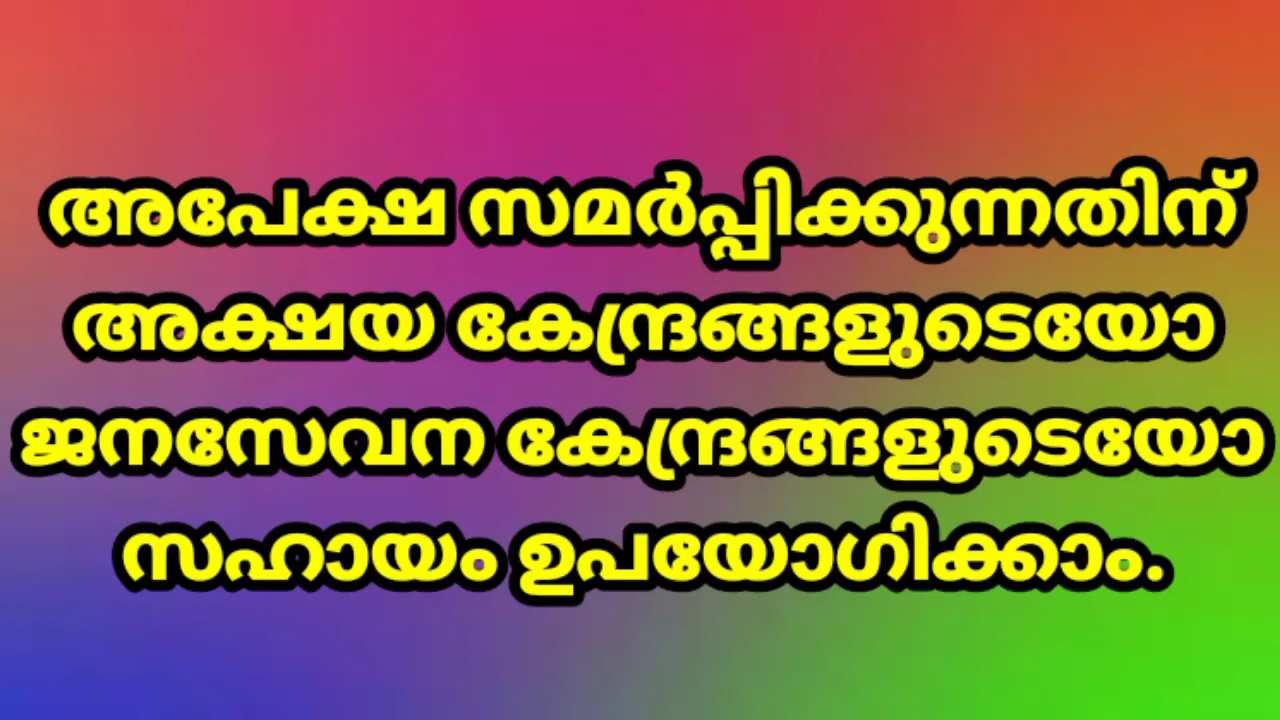 അപേക്ഷ സമർപ്പിക്കുന്നതിന്
അക്ഷയ കേന്ദ്രങ്ങളുടെയോ
ജനസേവന കേന്ദ്രങ്ങളുടെയോ
സഹായം ഉപയോഗിക്കാം.